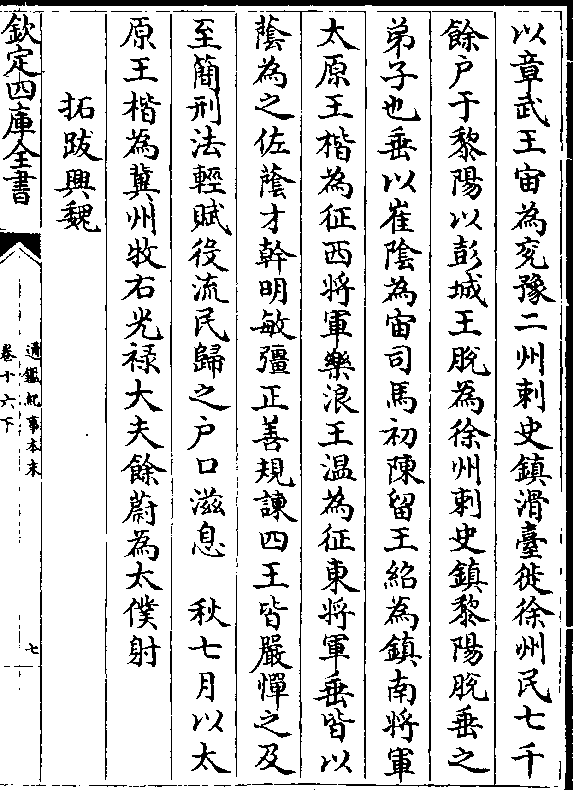 以章武王宙為兖豫二州刺史鎮滑臺徙徐州民七千
餘户于黎陽以彭城王脫為徐州刺史鎮黎陽脫垂之
弟子也垂以崔蔭為宙司馬初陳留王紹為鎮南將軍
太原王楷為征西將軍樂浪王温為征東將軍垂皆以
蔭為之佐蔭才幹明敏彊正善規諫四王皆嚴憚之及
至簡刑法輕賦役流民歸之户口滋息　秋七月以太
原王楷為冀州牧右光禄大夫餘蔚為太僕射
拓跋興魏
欽定四庫全書
通鑑紀事本末
卷十六下
七